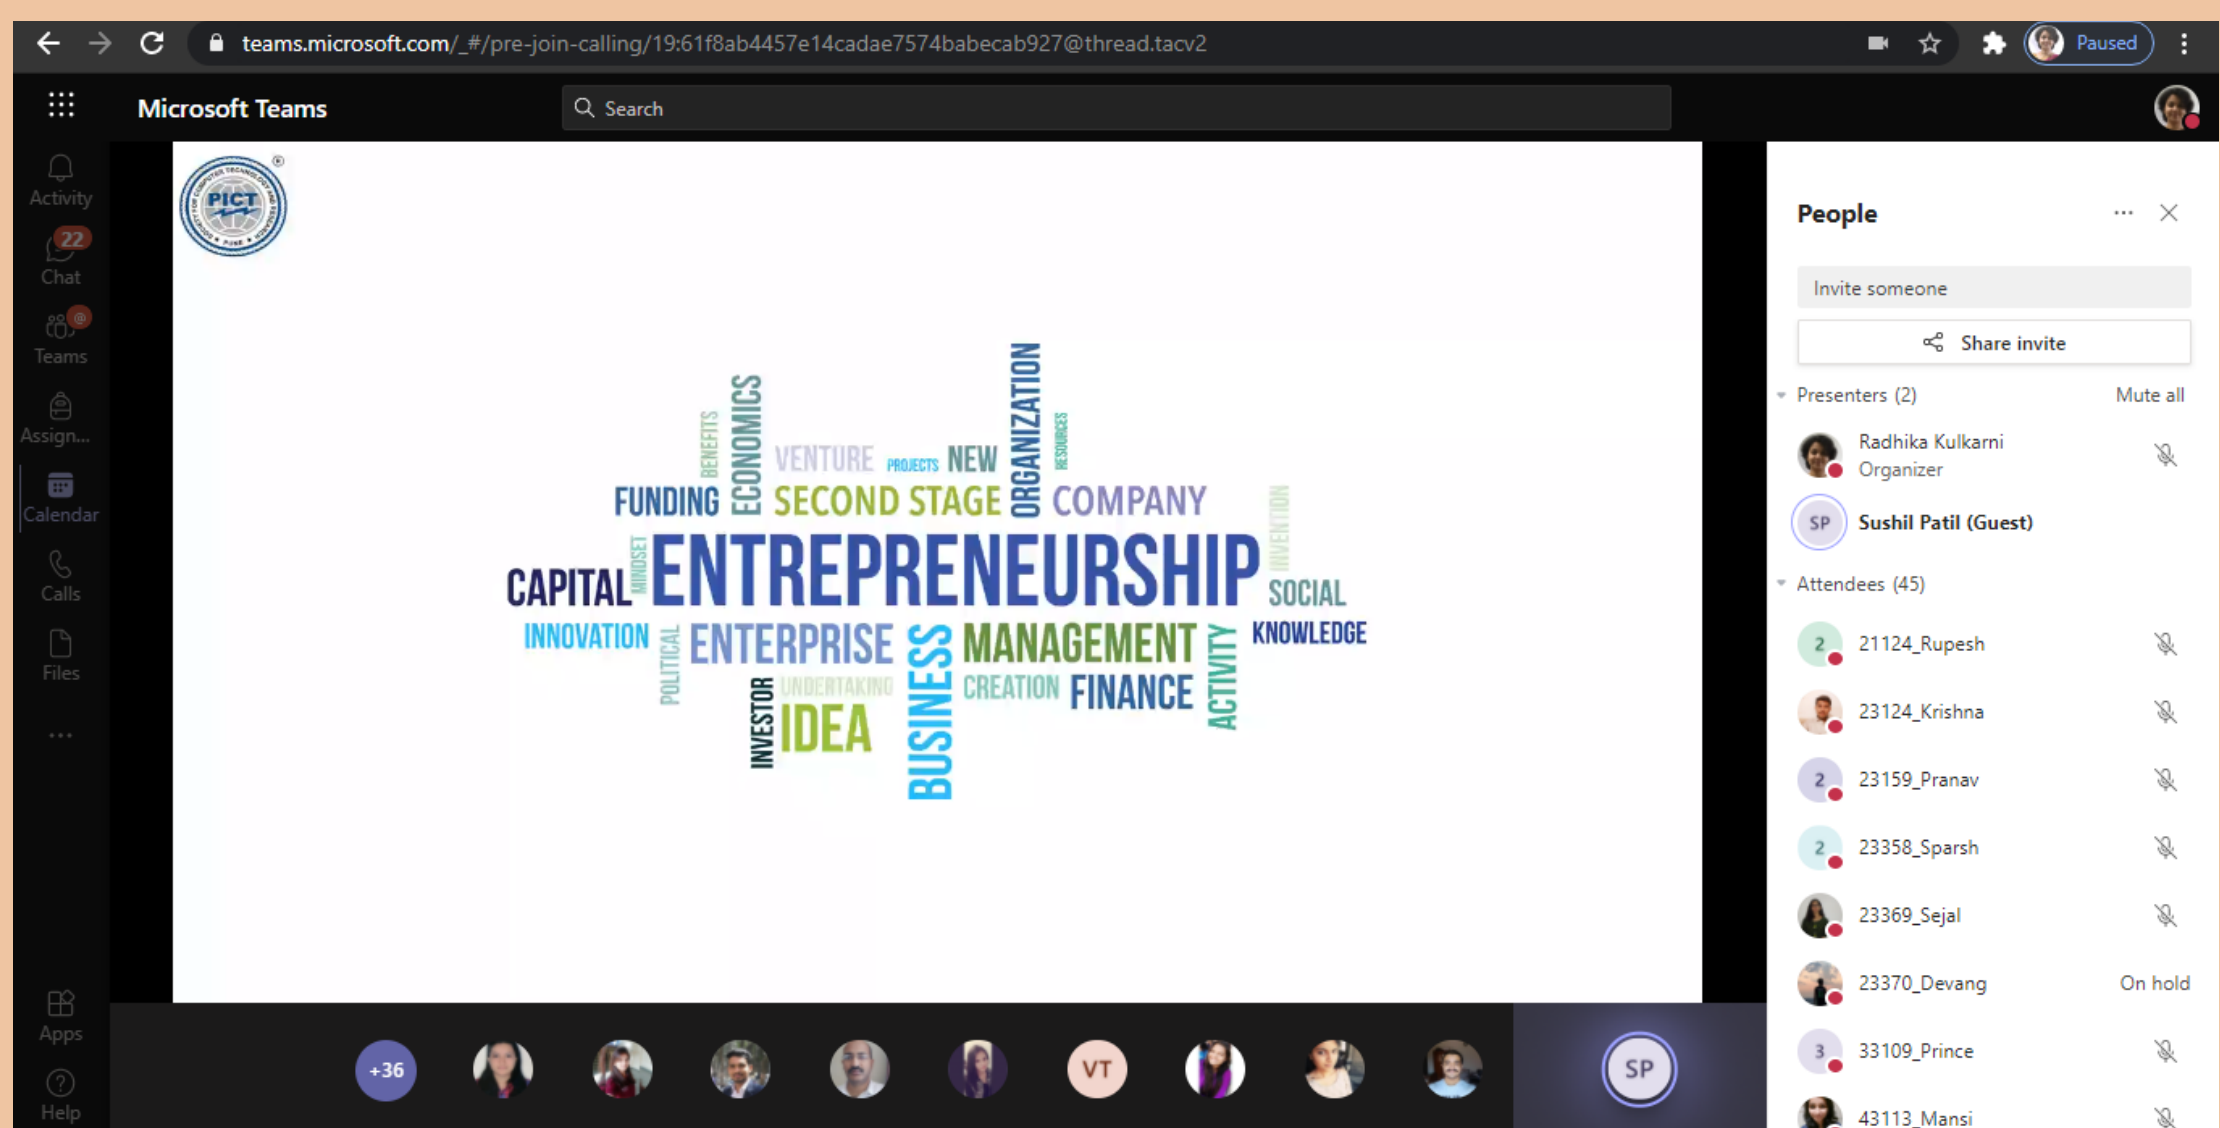 teams.microsoft.com/_#/pre-join-calling/19:61f8ab4457e14cadae7574babecab927@thread.tacv2
Paused
Microsoft Teams
Search
Activity
22
Chat
@
Teams
Assign...
Calendar
Calls
Files
Apps
Help
PICT
®
BENEFITS
ECONOMICS
VENTURE
PROJECTS
NEW
ORGANIZATION
RESOURCES
FUNDING
SECOND STAGE
COMPANY
INVENTION
MINDSET
CAPITAL
ENTREPRENEURSHIP
SOCIAL
INNOVATION
POLITICAL
ENTERPRISE
BUSINESS
MANAGEMENT
ACTIVITY
KNOWLEDGE
INVESTOR
UNDERTAKING
CREATION
FINANCE
IDEA
+36
VT
SP
People
Invite someone
Share invite
Presenters (2)
Mute all
Radhika Kulkarni
Organizer
SP
Sushil Patil (Guest)
Attendees (45)
2
21124_Rupesh
23124_Krishna
2
23159_Pranav
2
23358_Sparsh
23369_Sejal
23370_Devang
On hold
3
33109_Prince
43113_Mansi